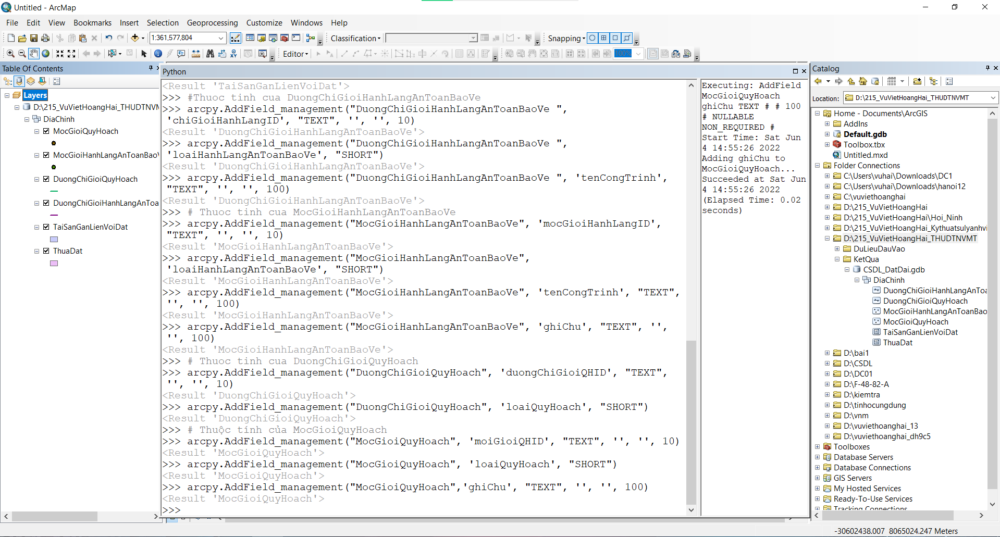 Untitled - ArcMap
File Edit View Bookmarks Insert Selection Geoprocessing Customize Windows Help
1:361,577,804
Classification
Snapping
Editor
100%
Table Of Contents
Layers
D:\215_VuVietHoangHai_THUDTNVM
DiaChinh
MocGioiQuyHoach
MocGioiHanhLangAnToanBaoV
DuongChiGioiQuyHoach
DuongChiGioiHanhLangAnToa
TaiSanGanLienVoiDat
ThuaDat
Python
<Result 'TaiSanGanLienVoiDat'>
>>> #Thuoc tinh cua DuongChiGioiHanhLangAnToanBaoVe
>>> arcpy.AddField_management("DuongChiGioiHanhLangAnToanBaoVe ",
'chiGioiHanhLangID', "TEXT", '', '', 10)
<Result 'DuongChiGioiHanhLangAnToanBaoVe'>
>>> arcpy.AddField_management("DuongChiGioiHanhLangAnToanBaoVe ",
'loaiHanhLangAnToanBaoVe', "SHORT")
<Result 'DuongChiGioiHanhLangAnToanBaoVe'>
>>> arcpy.AddField_management("DuongChiGioiHanhLangAnToanBaoVe ", 'tenCongTrinh',
"TEXT", '', '', 100)
<Result 'DuongChiGioiHanhLangAnToanBaoVe'>
>>> # Thuoc tinh cua MocGioiHanhLangAnToanBaoVe
>>> arcpy.AddField_management("MocGioiHanhLangAnToanBaoVe", 'mocGioiHanhLangID',
"TEXT", '', '', 10)
<Result 'MocGioiHanhLangAnToanBaoVe'>
>>> arcpy.AddField_management("MocGioiHanhLangAnToanBaoVe",
'loaiHanhLangAnToanBaoVe', "SHORT")
<Result 'MocGioiHanhLangAnToanBaoVe'>
>>> arcpy.AddField_management("MocGioiHanhLangAnToanBaoVe", 'tenCongTrinh', "TEXT",
'', '', 100)
<Result 'MocGioiHanhLangAnToanBaoVe'>
>>> arcpy.AddField_management("MocGioiHanhLangAnToanBaoVe", 'ghiChu', "TEXT", '',
'', 100)
<Result 'MocGioiHanhLangAnToanBaoVe'>
>>> # Thuoc tinh cua DuongChiGioiQuyHoach
>>> arcpy.AddField_management("DuongChiGioiQuyHoach", 'duongChiGioiQHID', "TEXT",
'', '', 10)
<Result 'DuongChiGioiQuyHoach'>
>>> arcpy.AddField_management("DuongChiGioiQuyHoach", 'loaiQuyHoach', "SHORT")
<Result 'DuongChiGioiQuyHoach'>
>>> # Thuộc tính của MocGioiQuyHoach
>>> arcpy.AddField_management("MocGioiQuyHoach", 'moiGioiQHID', "TEXT", '', '', 10)
<Result 'MocGioiQuyHoach'>
>>> arcpy.AddField_management("MocGioiQuyHoach", 'loaiQuyHoach', "SHORT")
<Result 'MocGioiQuyHoach'>
>>> arcpy.AddField_management("MocGioiQuyHoach",'ghiChu', "TEXT", '', '', 100)
<Result 'MocGioiQuyHoach'>
>>>
Executing: AddField
MocGioiQuyHoach
ghiChu TEXT # # 100
# NULLABLE
NON_REQUIRED #
Start Time: Sat Jun
4 14:55:26 2022
Adding ghiChu to
MocGioiQuyHoach...
Succeeded at Sat Jun
4 14:55:26 2022
(Elapsed Time: 0.02
seconds)
Catalog
Location: D:\215_VuVietHoangHai_THUDTNVMT
Home - Documents\ArcGIS
AddIns
Default.gdb
Toolbox.tbx
Untitled.mxd
Folder Connections
C:\Users\vuhai\Downloads\DC1
C:\Users\vuhai\Downloads\hanoi12
C:\vuviethoanghai
D:\215_VuVietHoangHai
D:\215_VuVietHoangHai\Hoi_Ninh
D:\215_VuVietHoangHai_Kythuatsulyanhvi
D:\215_VuVietHoangHai_THUDTNVMT
DuLieuDauVao
KetQua
CSDL_DatDai.gdb
DiaChinh
DuongChiGioiHanhLangAnToa
DuongChiGioiQuyHoach
MocGioiHanhLangAnToanBao
MocGioiQuyHoach
TaiSanGanLienVoiDat
ThuaDat
D:\bai1
D:\CSDL
D:\DC01
D:\F-48-82-A
D:\kiemtra
D:\tinhocungdung
D:\vnm
D:\vuviethoanghai_13
D:\vuviethoanghai_dh9c5
Toolboxes
Database Servers
Database Connections
GIS Servers
My Hosted Services
Ready-To-Use Services
Tracking Connections
-30602438.007 8065024.247 Meters